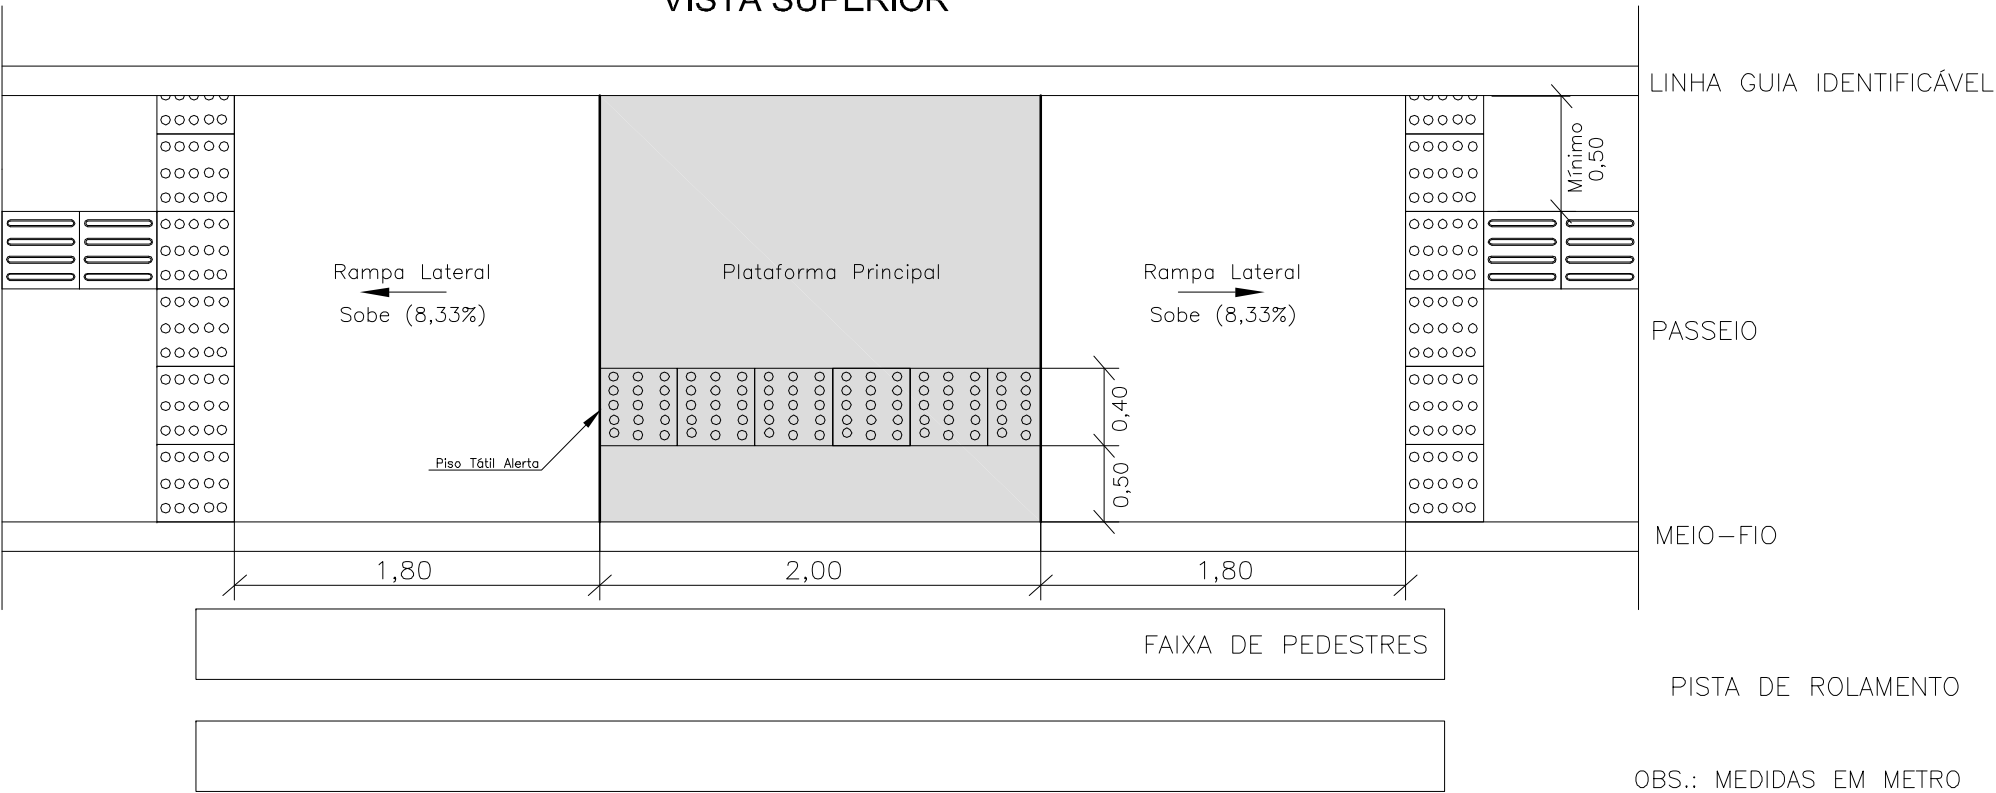 VISTA SUPERIOR
LINHA GUIA IDENTIFICÁVEL
Mínimo
0,50
Rampa Lateral
Sobe (8,33%)
Plataforma Principal
Rampa Lateral
Sobe (8,33%)
PASSEIO
0,40
Piso Tátil Alerta
0,50
MEIO-FIO
1,80
2,00
1,80
FAIXA DE PEDESTRES
PISTA DE ROLAMENTO
OBS.: MEDIDAS EM METRO